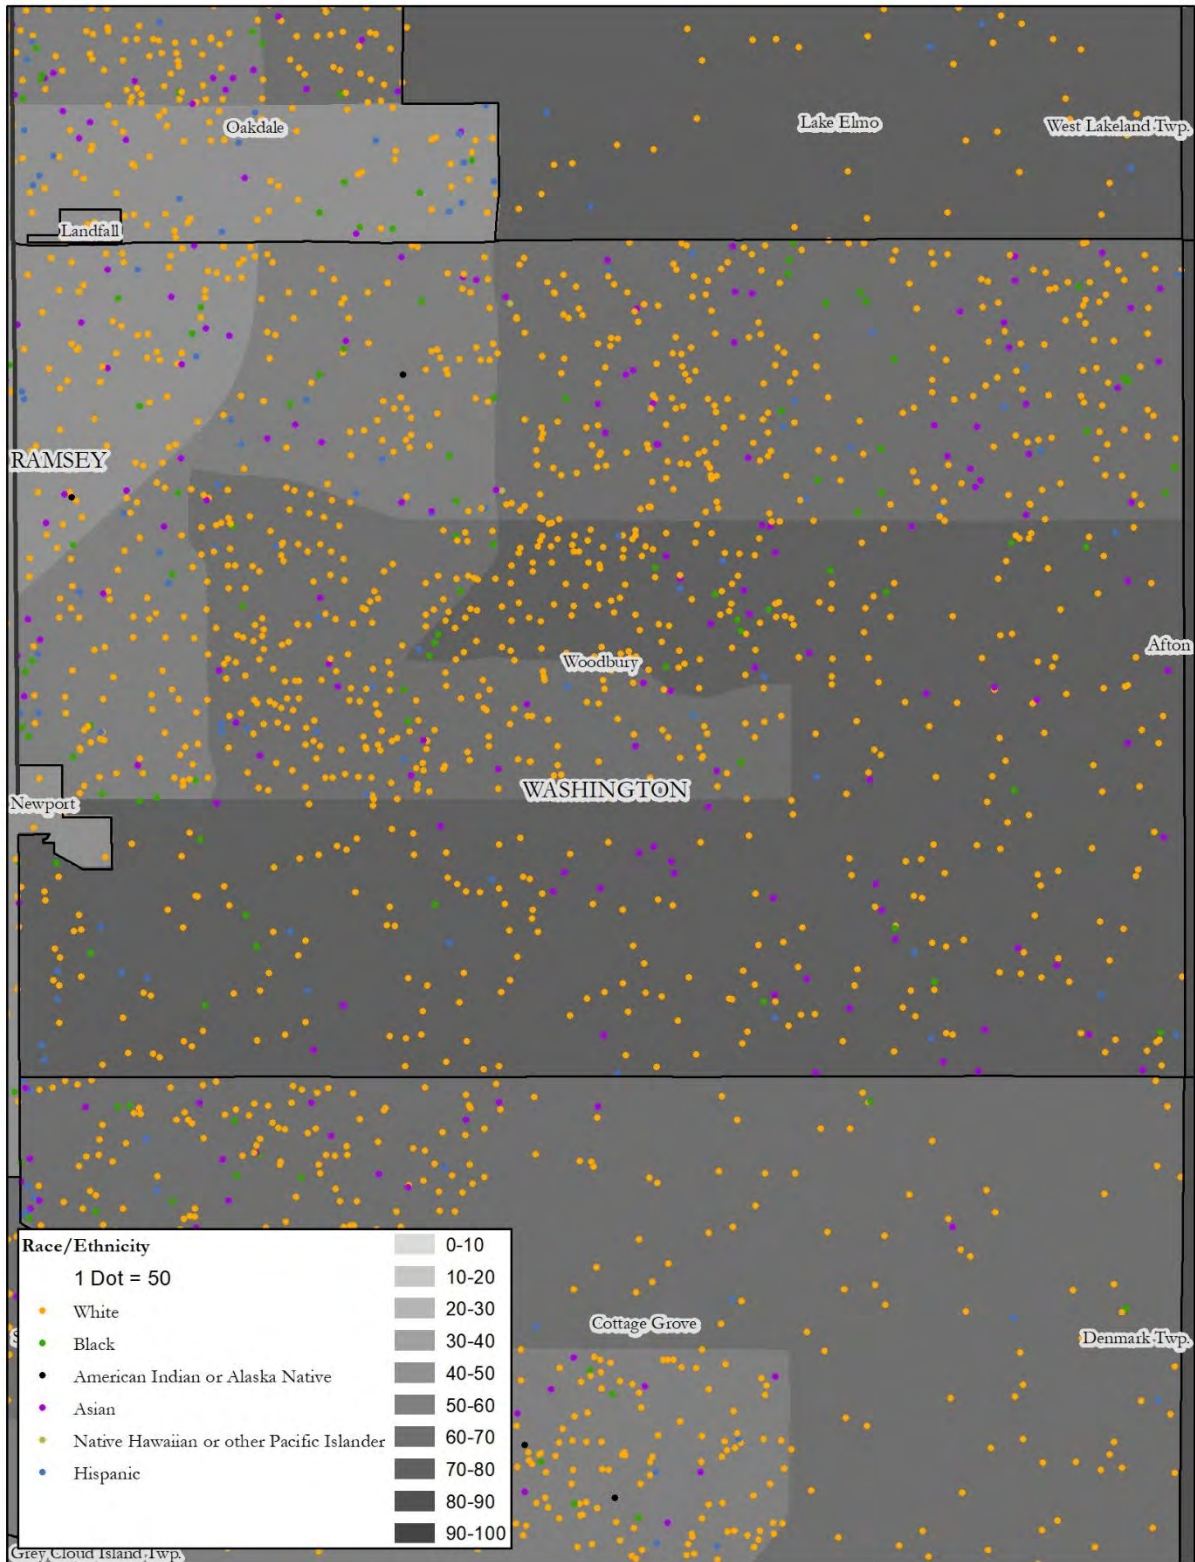 Oakdale
Lake Elmo
West Lakeland Twp.
Landfall
RAMSEY
Woodbury
Afton
WASHINGTON
Newport
Race/Ethnicity
1 Dot = 50
White
Black
American Indian or Alaska Native
Asian
Native Hawaiian or other Pacific Islander
Hispanic
0-10
10-20
20-30
30-40
40-50
50-60
60-70
70-80
80-90
90-100
Cottage Grove
Denmark Twp.
Grey Cloud Island Twp.